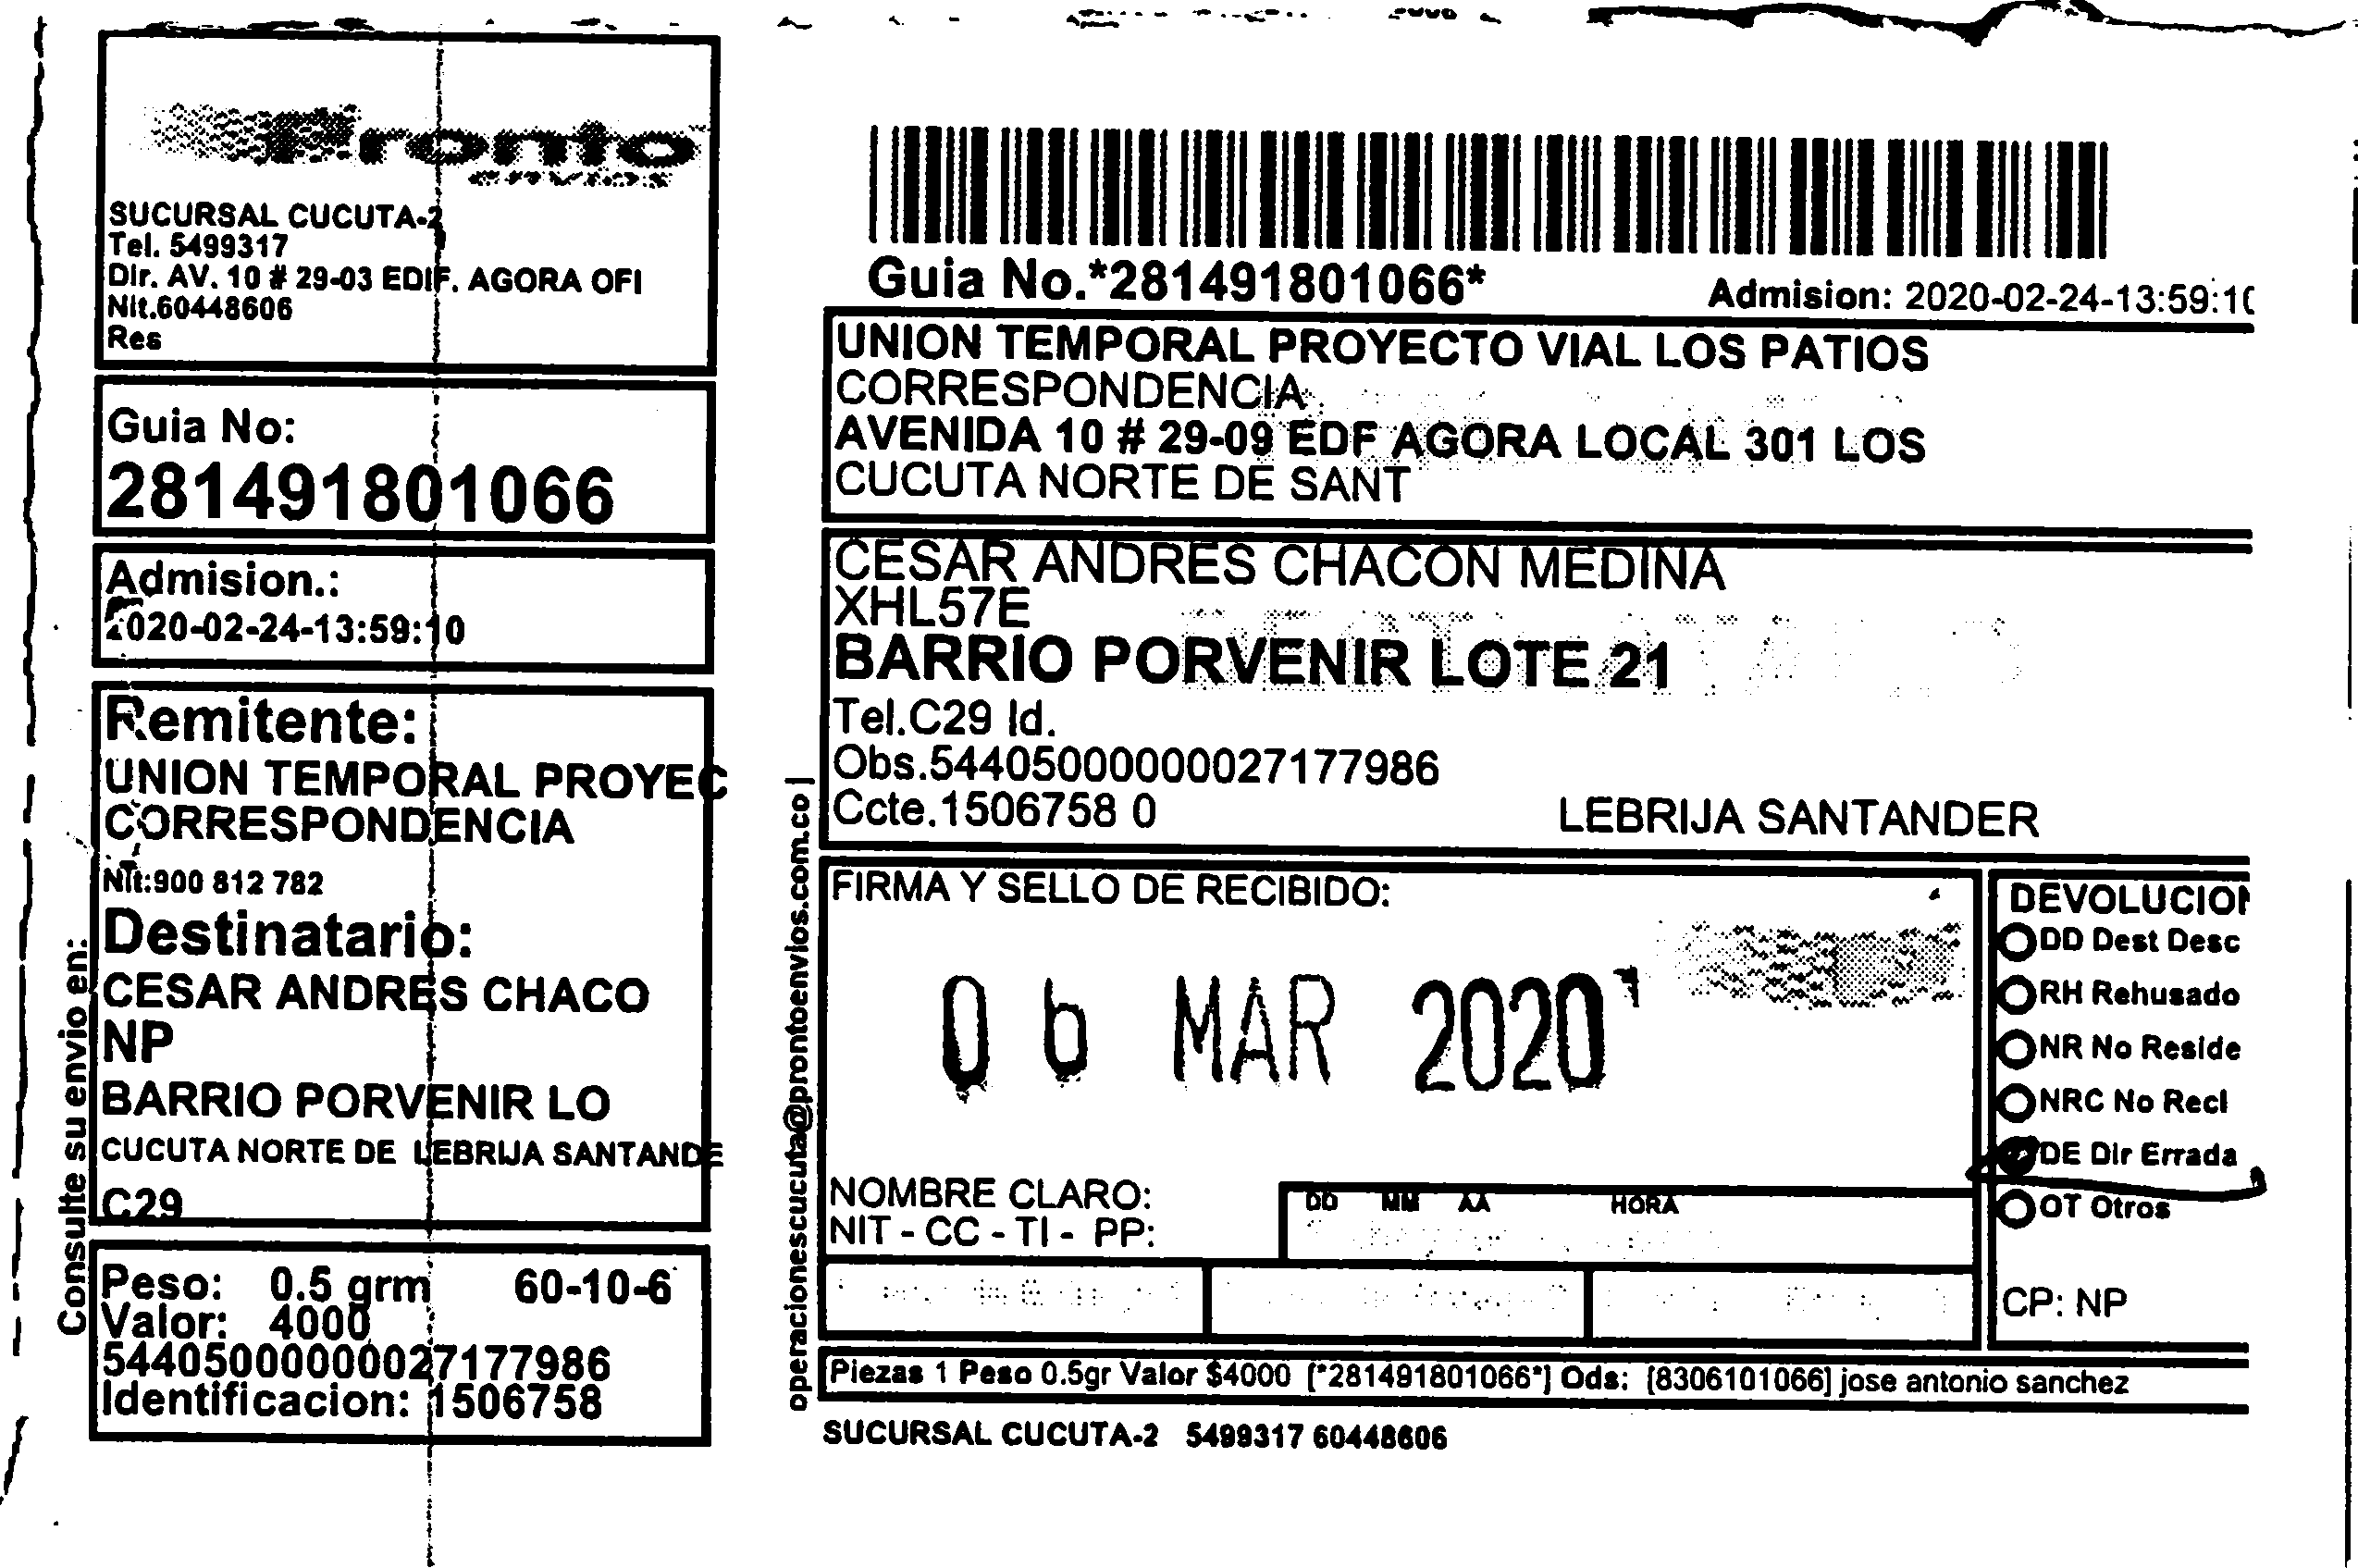 Pronto
envios
SUCURSAL CUCUTA-2
Tel. 5499317
Dir. AV. 10 # 29-03 EDIF. AGORA OFI
Nit.60448606
Res
Guia No:
281491801066
Admision.:
2020-02-24-13:59:10
Remitente:
UNION TEMPORAL PROYEC
CORRESPONDENCIA
Nit:900 812 782
Destinatario:
CESAR ANDRES CHACO
NP
BARRIO PORVENIR LO
CUCUTA NORTE DE LEBRIJA SANTANDE
C29
Peso: 0.5 grm 60-10-6
Valor: 4000
544050000000027177986
Identificacion: 1506758
Consulte su envio en:
Guia No.*281491801066*
Admision: 2020-02-24-13:59:10
UNION TEMPORAL PROYECTO VIAL LOS PATIOS
CORRESPONDENCIA
AVENIDA 10 # 29-09 EDF AGORA LOCAL 301 LOS
CUCUTA NORTE DE SANT
CESAR ANDRES CHACON MEDINA
XHL57E
BARRIO PORVENIR LOTE 21
Tel.C29 Id.
Obs.544050000000027177986
Ccte.1506758 0
LEBRIJA SANTANDER
operacionescucuta@prontoenvios.com.co |
FIRMA Y SELLO DE RECIBIDO:
06 MAR 2020
NOMBRE CLARO:
NIT - CC - TI - PP:
DD MM AA HORA
DEVOLUCION
DD Dest Desc
RH Rehusado
NR No Reside
NRC No Recl
DE Dir Errada
OT Otros
CP: NP
Piezas 1 Peso 0.5gr Valor $4000 [*281491801066*] Ods: [8306101066] jose antonio sanchez
SUCURSAL CUCUTA-2 5499317 60448606